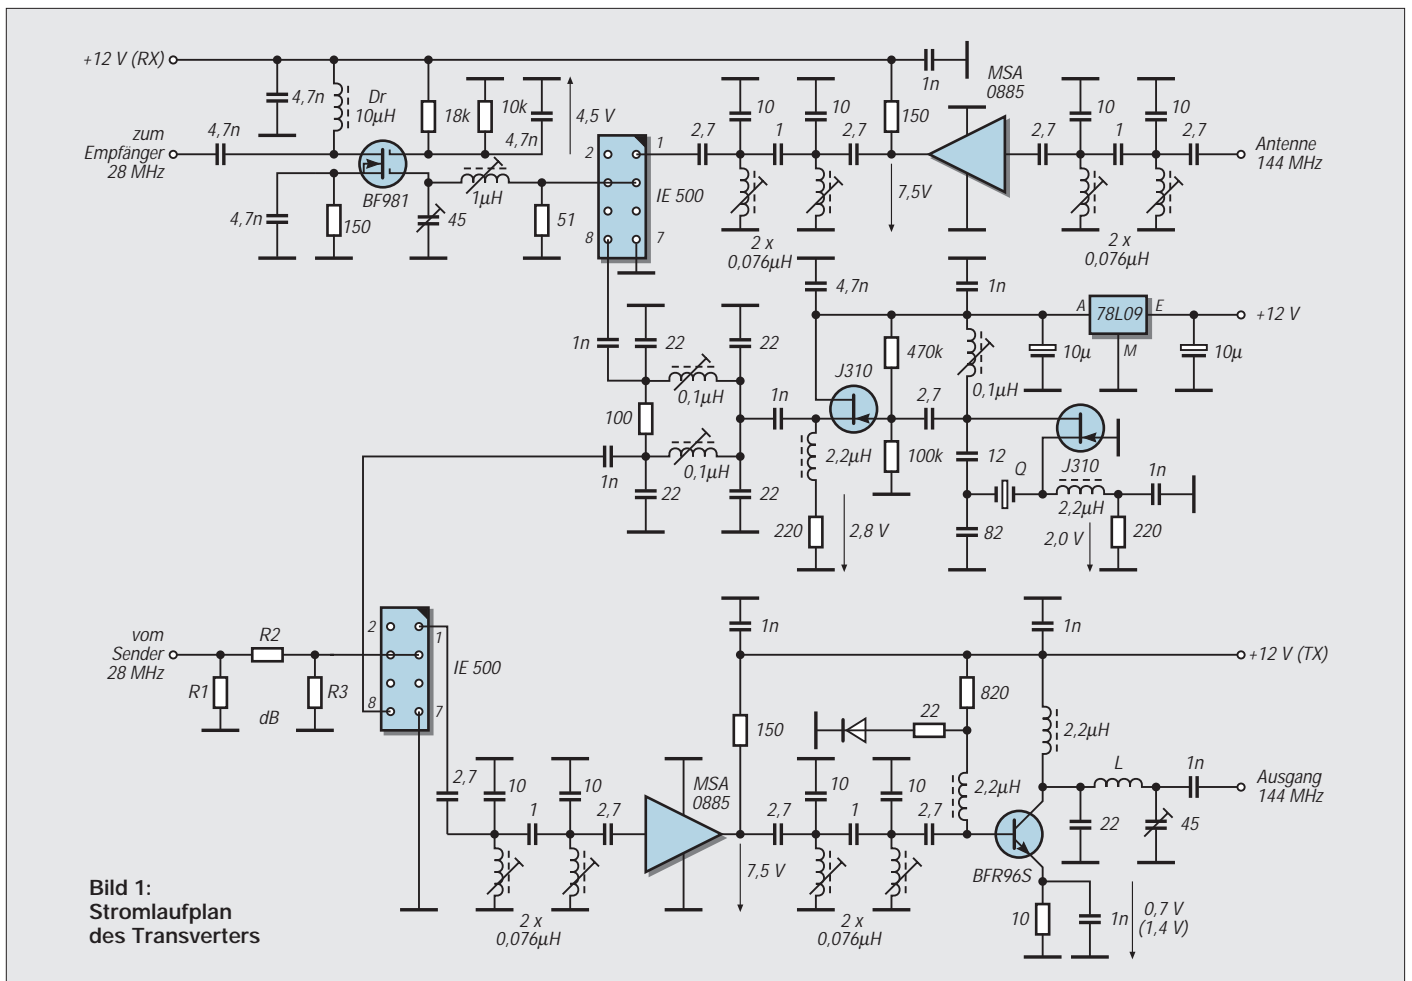 +12 V (RX)
4,7n
Dr
10µH
18k
10k
4,7n
4,5 V
1n
MSA
0885
zum
Empfänger
28 MHz
4,7n
BF981
4,7n
150
45
1µH
51
2
1
8
7
IE 500
2,7
10
1
10
2,7
150
7,5V
2 x
0,076µH
2,7
10
1
10
2,7
2 x
0,076µH
Antenne
144 MHz
1n
22
0,1µH
22
100
0,1µH
1n
22
22
1n
4,7n
J310
470k
2,7
100k
2,2µH
220
2,8 V
1n
0,1µH
12
82
Q
J310
2,2µH
2,0 V
220
1n
10µ
A
78L09
E
M
10µ
+12 V
vom
Sender
28 MHz
R1
R2
R3
dB
2
1
8
7
IE 500
2,7
10
1
10
2,7
2 x
0,076µH
MSA
0885
7,5 V
1n
150
2,7
10
1
10
2,7
2 x
0,076µH
22
820
2,2µH
1n
+12 V (TX)
2,2µH
L
1n
Ausgang
144 MHz
22
45
BFR96S
10
1n
0,7 V
(1,4 V)
Bild 1:
Stromlaufplan
des Transverters